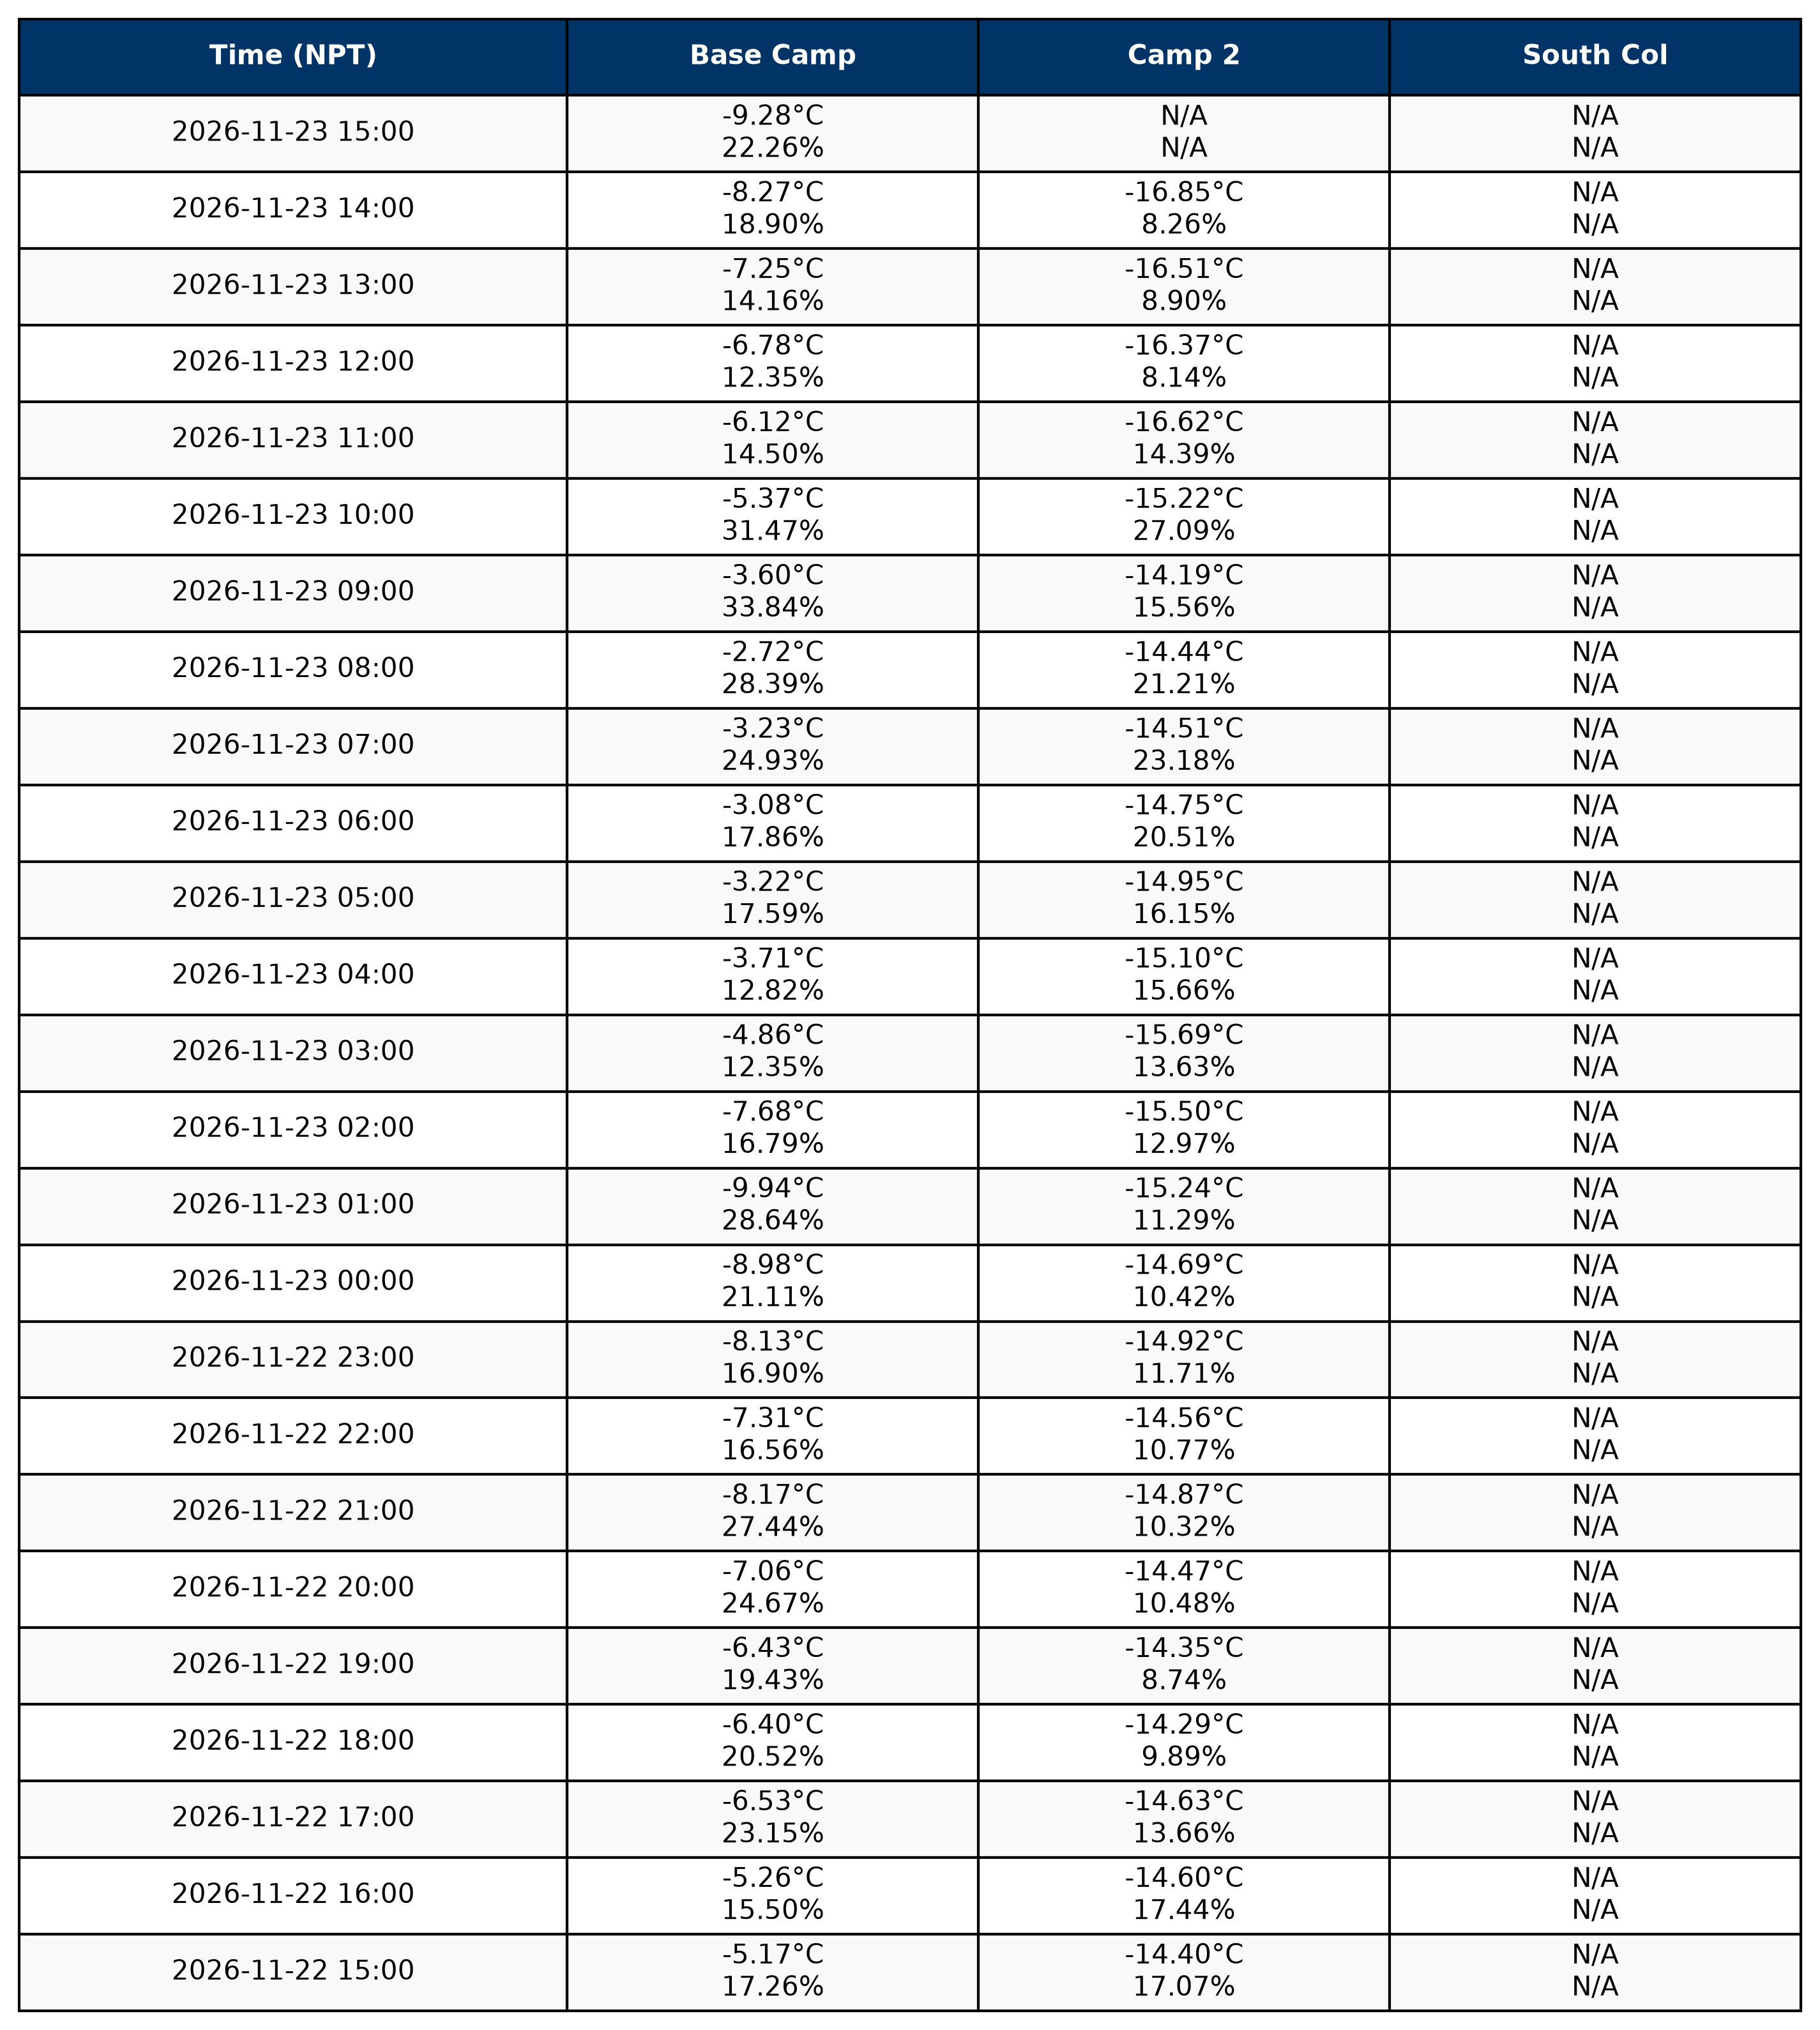 Time (NPT) Base Camp Camp 2 South Col
2026-11-23 15:00 -9.28°C 22.26% N/A N/A N/A N/A
2026-11-23 14:00 -8.27°C 18.90% -16.85°C 8.26% N/A N/A
2026-11-23 13:00 -7.25°C 14.16% -16.51°C 8.90% N/A N/A
2026-11-23 12:00 -6.78°C 12.35% -16.37°C 8.14% N/A N/A
2026-11-23 11:00 -6.12°C 14.50% -16.62°C 14.39% N/A N/A
2026-11-23 10:00 -5.37°C 31.47% -15.22°C 27.09% N/A N/A
2026-11-23 09:00 -3.60°C 33.84% -14.19°C 15.56% N/A N/A
2026-11-23 08:00 -2.72°C 28.39% -14.44°C 21.21% N/A N/A
2026-11-23 07:00 -3.23°C 24.93% -14.51°C 23.18% N/A N/A
2026-11-23 06:00 -3.08°C 17.86% -14.75°C 20.51% N/A N/A
2026-11-23 05:00 -3.22°C 17.59% -14.95°C 16.15% N/A N/A
2026-11-23 04:00 -3.71°C 12.82% -15.10°C 15.66% N/A N/A
2026-11-23 03:00 -4.86°C 12.35% -15.69°C 13.63% N/A N/A
2026-11-23 02:00 -7.68°C 16.79% -15.50°C 12.97% N/A N/A
2026-11-23 01:00 -9.94°C 28.64% -15.24°C 11.29% N/A N/A
2026-11-23 00:00 -8.98°C 21.11% -14.69°C 10.42% N/A N/A
2026-11-22 23:00 -8.13°C 16.90% -14.92°C 11.71% N/A N/A
2026-11-22 22:00 -7.31°C 16.56% -14.56°C 10.77% N/A N/A
2026-11-22 21:00 -8.17°C 27.44% -14.87°C 10.32% N/A N/A
2026-11-22 20:00 -7.06°C 24.67% -14.47°C 10.48% N/A N/A
2026-11-22 19:00 -6.43°C 19.43% -14.35°C 8.74% N/A N/A
2026-11-22 18:00 -6.40°C 20.52% -14.29°C 9.89% N/A N/A
2026-11-22 17:00 -6.53°C 23.15% -14.63°C 13.66% N/A N/A
2026-11-22 16:00 -5.26°C 15.50% -14.60°C 17.44% N/A N/A
2026-11-22 15:00 -5.17°C 17.26% -14.40°C 17.07% N/A N/A